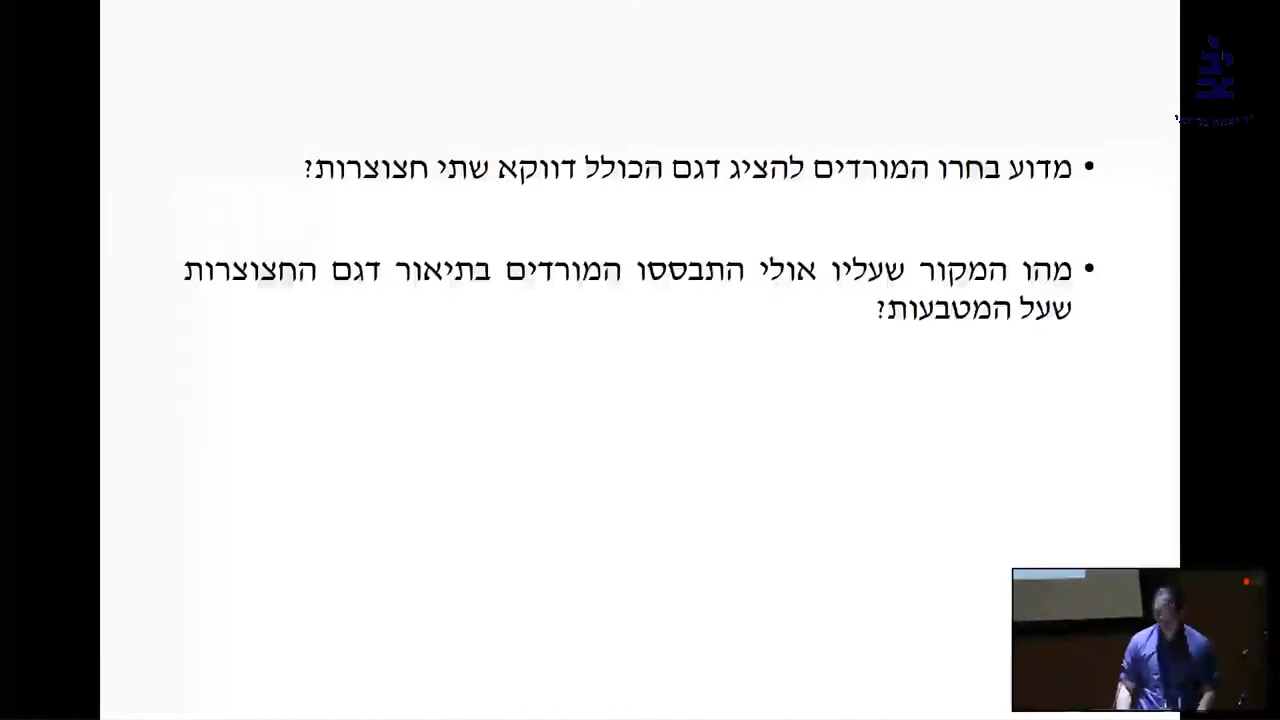 • מדוע בחרו המורדים להציג דגם הכולל דווקא שתי חצוצרות?
• מהו המקור שעליו אולי התבססו המורדים בתיאור דגם החצוצרות
שעל המטבעות?